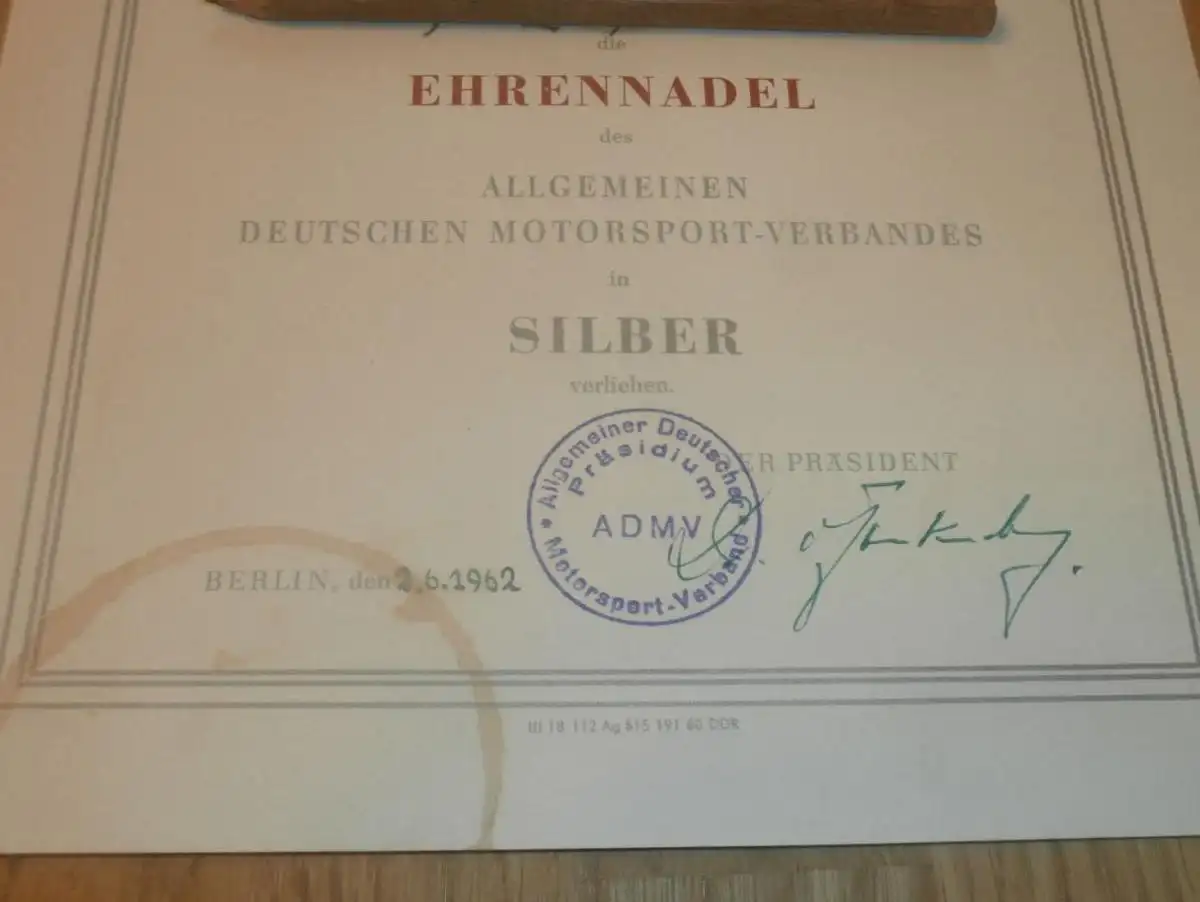 die
EHRENNADEL
des
ALLGEMEINEN
DEUTSCHEN MOTORSPORT-VERBANDES
in
SILBER
verliehen.
Allgemeiner Deutscher
Präsidium
ADMV
Motorsport-Verband
DER PRÄSIDENT
BERLIN, den 2.6.1962
III 18 112 Ag 615 191 60 DDR